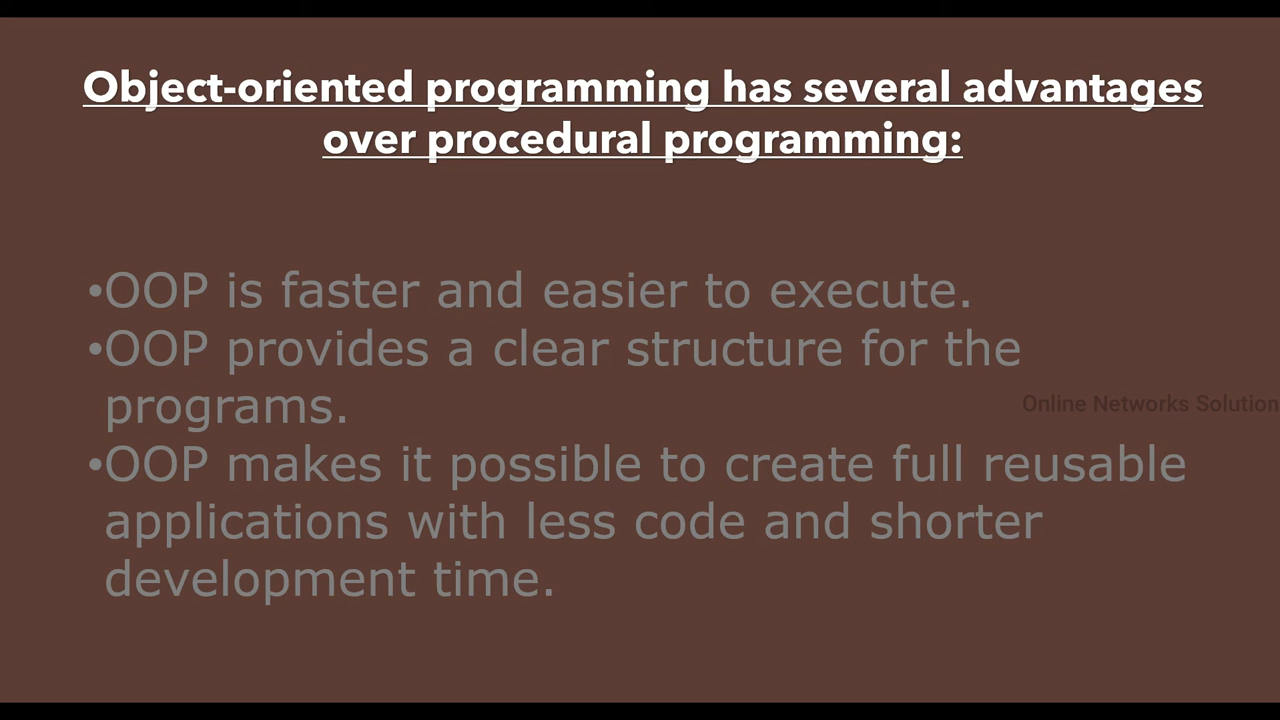 Object-oriented programming has several advantages
over procedural programming:
•OOP is faster and easier to execute.
•OOP provides a clear structure for the
programs.
Online Networks Solution
•OOP makes it possible to create full reusable
applications with less code and shorter
development time.